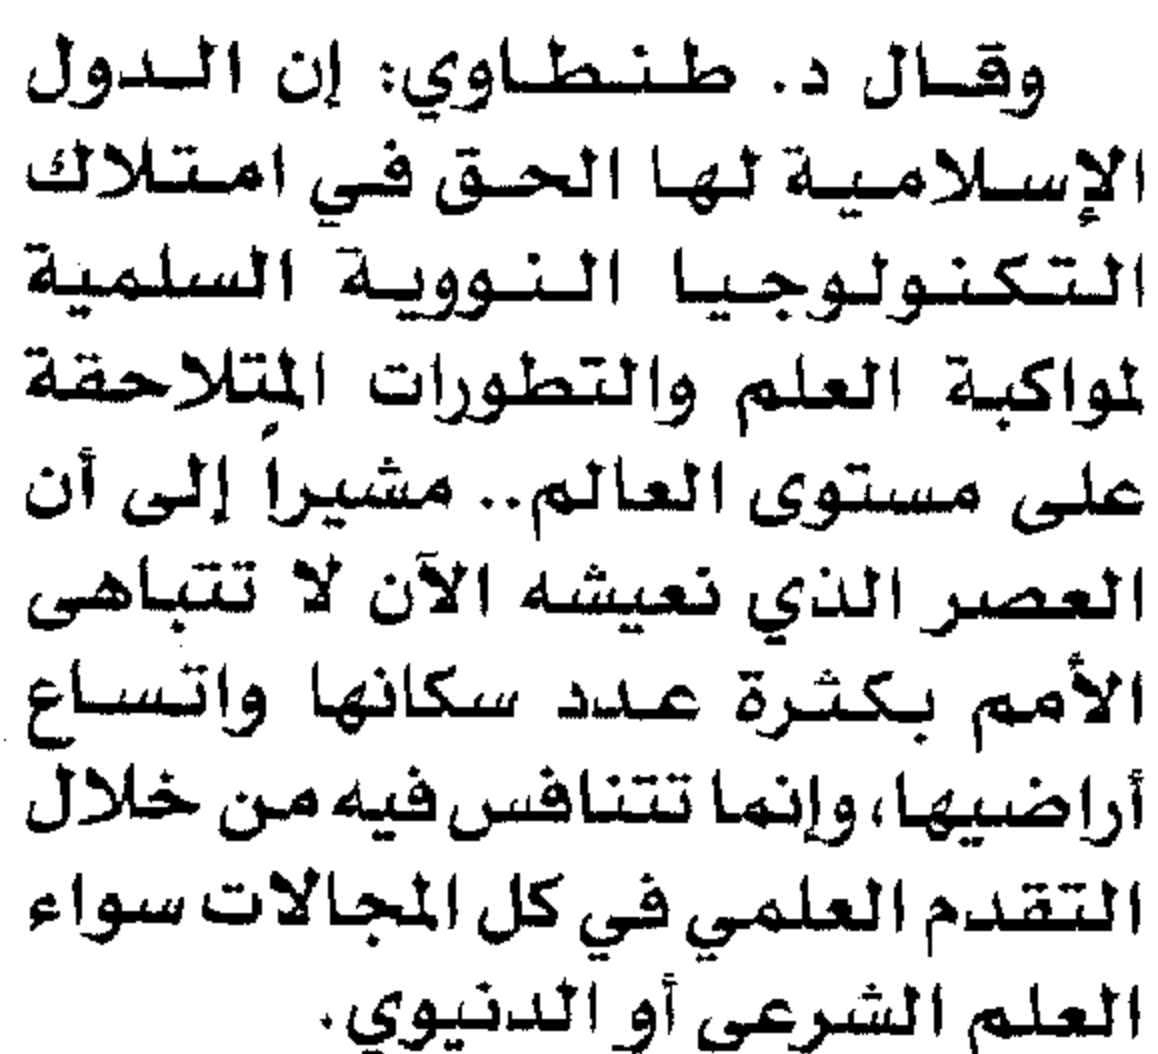 وقال د. طنطاوي: إن الدول
الإسلامية لها الحق في امتلاك
التكنولوجيا النووية السلمية
لمواكبة العلم والتطورات المتلاحقة
على مستوى العالم.. مشيراً إلى أن
العصر الذي نعيشه الآن لا تتباهى
الأمم بكثرة عدد سكانها واتساع
أراضيها، وإنما تتنافس فيه من خلال
التقدم العلمي في كل المجالات سواء
العلم الشرعى أو الدنيوي.